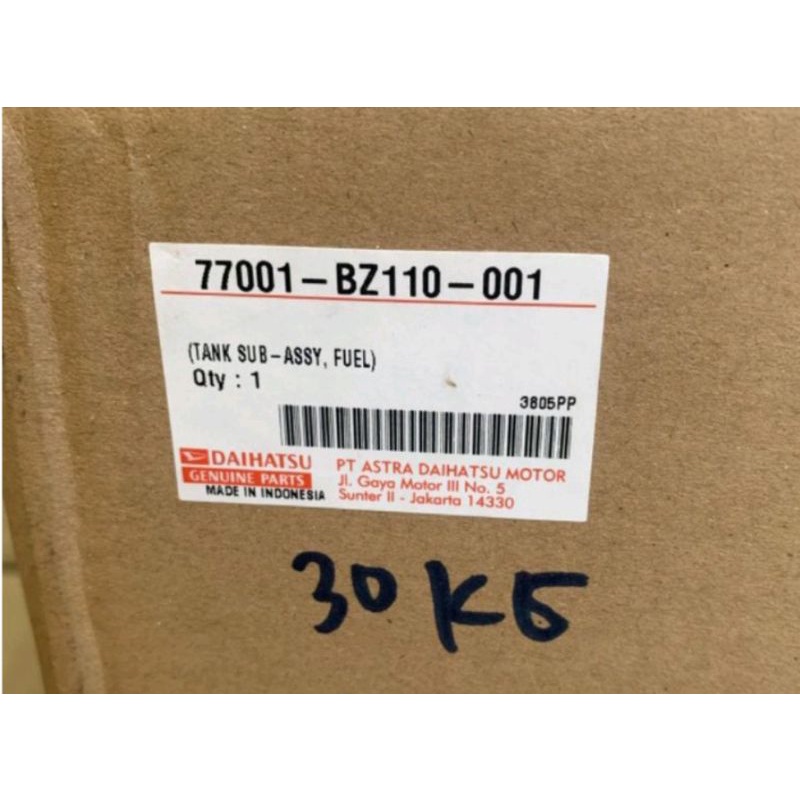 77001-BZ110-001
(TANK SUB-ASSY, FUEL)
Qty : 1
3805PP
DAIHATSU
GENUINE PARTS
MADE IN INDONESIA
PT ASTRA DAIHATSU MOTOR
Jl. Gaya Motor III No. 5
Sunter II - Jakarta 14330
30 KG